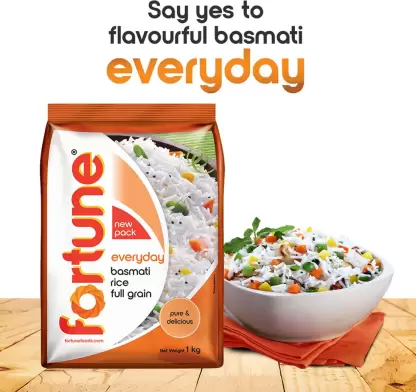 Say yes to
flavourful basmati
everyday
fortune®
new
pack
everyday
basmati
rice
full grain
pure &
delicious
fortunefoods.com
Net Weight 1 kg